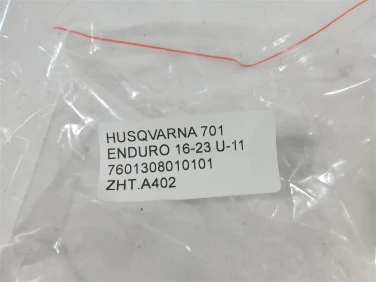 HUSQVARNA 701
ENDURO 16-23 U-11
7601308010101
ZHT.A402